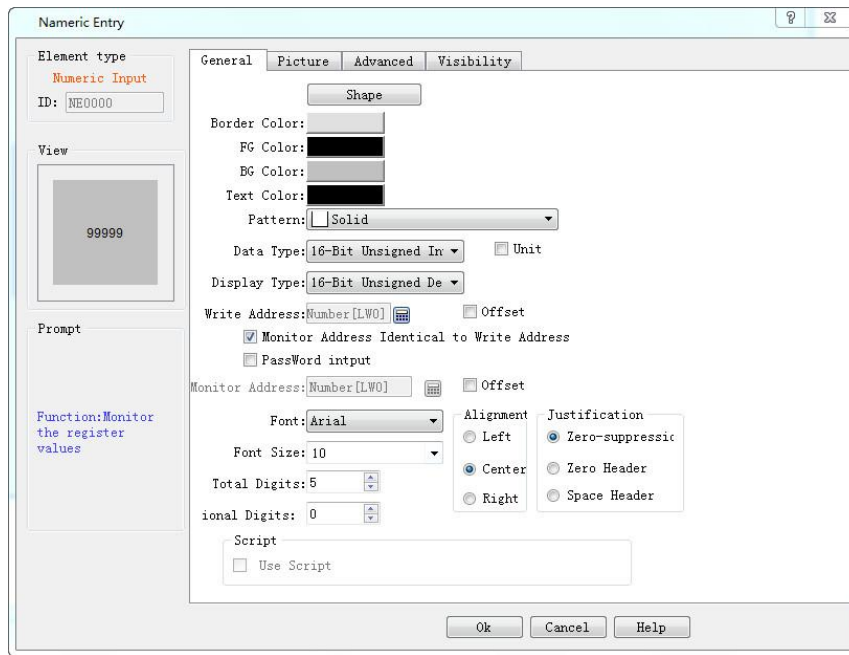 Nameric Entry
Element type
Numeric Input
ID: NE0000
View
99999
Prompt
Function:Monitor
the register
values
General Picture Advanced Visibility
Shape
Border Color:
FG Color:
BG Color:
Text Color:
Pattern: Solid
Data Type: 16-Bit Unsigned In Unit
Display Type: 16-Bit Unsigned De
Write Address: Number[LW0] Offset
Monitor Address Identical to Write Address
PassWord intput
Monitor Address: Number[LW0] Offset
Font: Arial
Font Size: 10
Total Digits: 5
ional Digits: 0
Alignment
Left
Center
Right
Justification
Zero-suppressic
Zero Header
Space Header
Script
Use Script
Ok Cancel Help